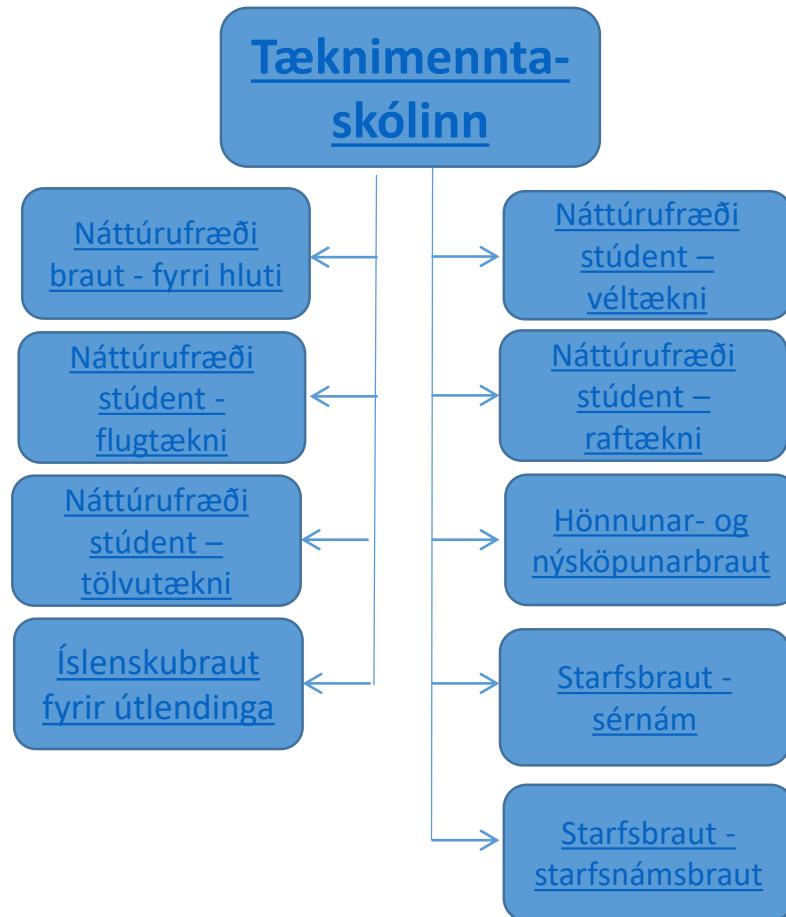 Tæknimennta-
skólinn
Náttúrufræði
braut - fyrri hluti
Náttúrufræði
stúdent -
flugtækni
Náttúrufræði
stúdent –
tölvutækni
Íslenskubraut
fyrir útlendinga
Náttúrufræði
stúdent –
véltækni
Náttúrufræði
stúdent –
raftækni
Hönnunar- og
nýsköpunarbraut
Starfsbraut -
sérnám
Starfsbraut -
starfsnámsbraut